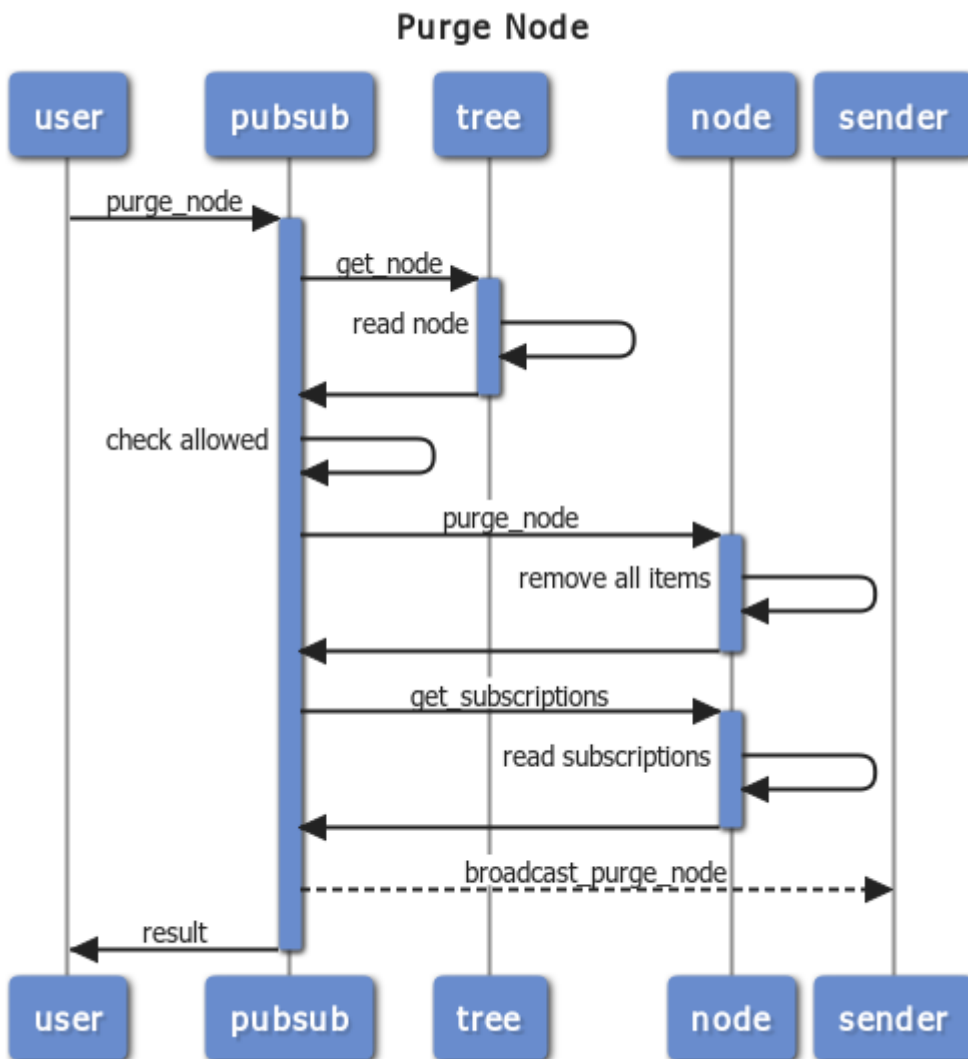 Purge Node
user pubsub tree node sender
purge_node
get_node
read node
check allowed
purge_node
remove all items
get_subscriptions
read subscriptions
broadcast_purge_node
result
user pubsub tree node sender